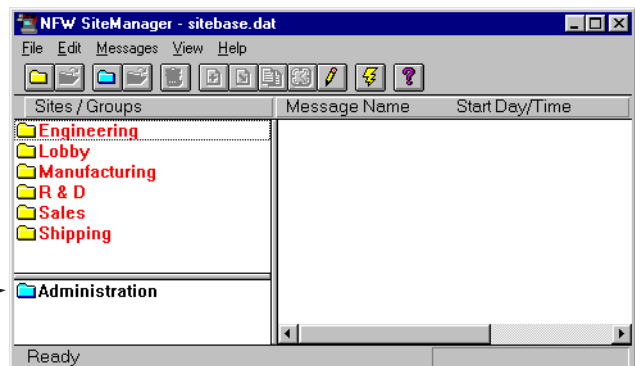 NFW SiteManager - sitebase.dat
File Edit Messages View Help
Sites / Groups Message Name Start Day/Time
Engineering
Lobby
Manufacturing
R & D
Sales
Shipping
Administration
Ready